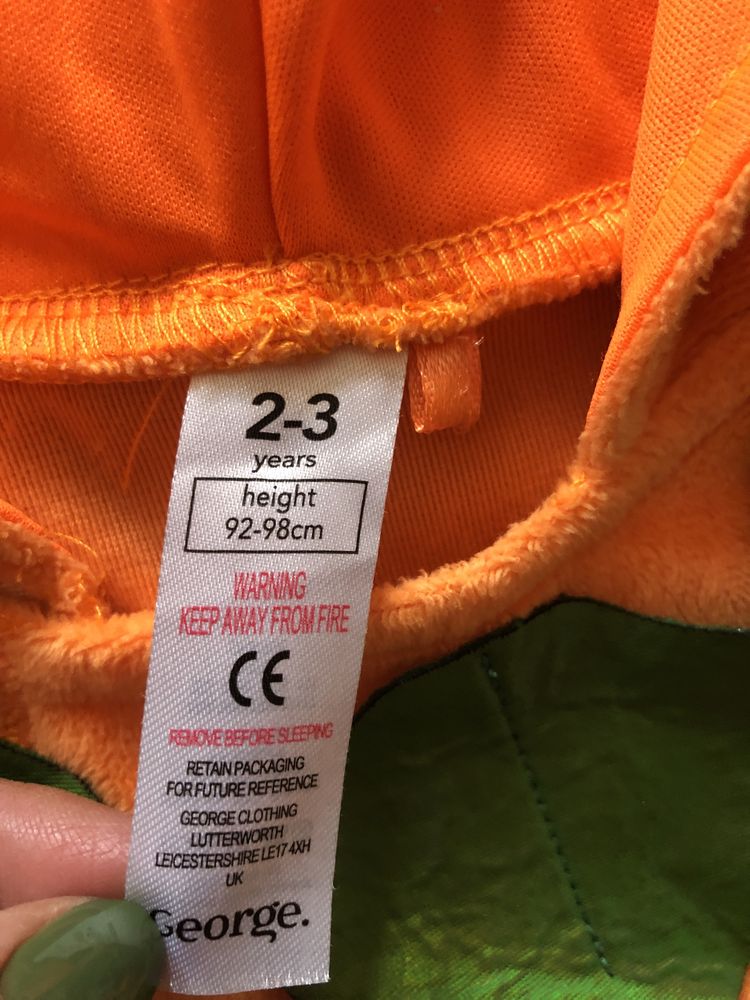 2-3
years
height
92-98cm
WARNING
KEEP AWAY FROM FIRE
CE
REMOVE BEFORE SLEEPING
RETAIN PACKAGING
FOR FUTURE REFERENCE
GEORGE CLOTHING
LUTTERWORTH
LEICESTERSHIRE LE17 4XH
UK
George.